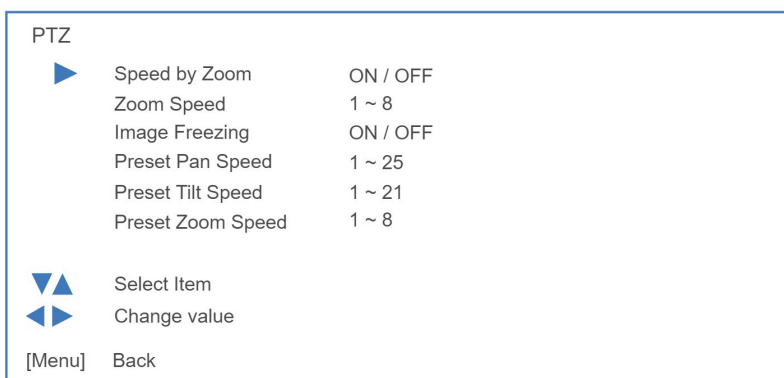 PTZ
Speed by Zoom ON / OFF
Zoom Speed 1 ~ 8
Image Freezing ON / OFF
Preset Pan Speed 1 ~ 25
Preset Tilt Speed 1 ~ 21
Preset Zoom Speed 1 ~ 8
Select Item
Change value
[Menu] Back